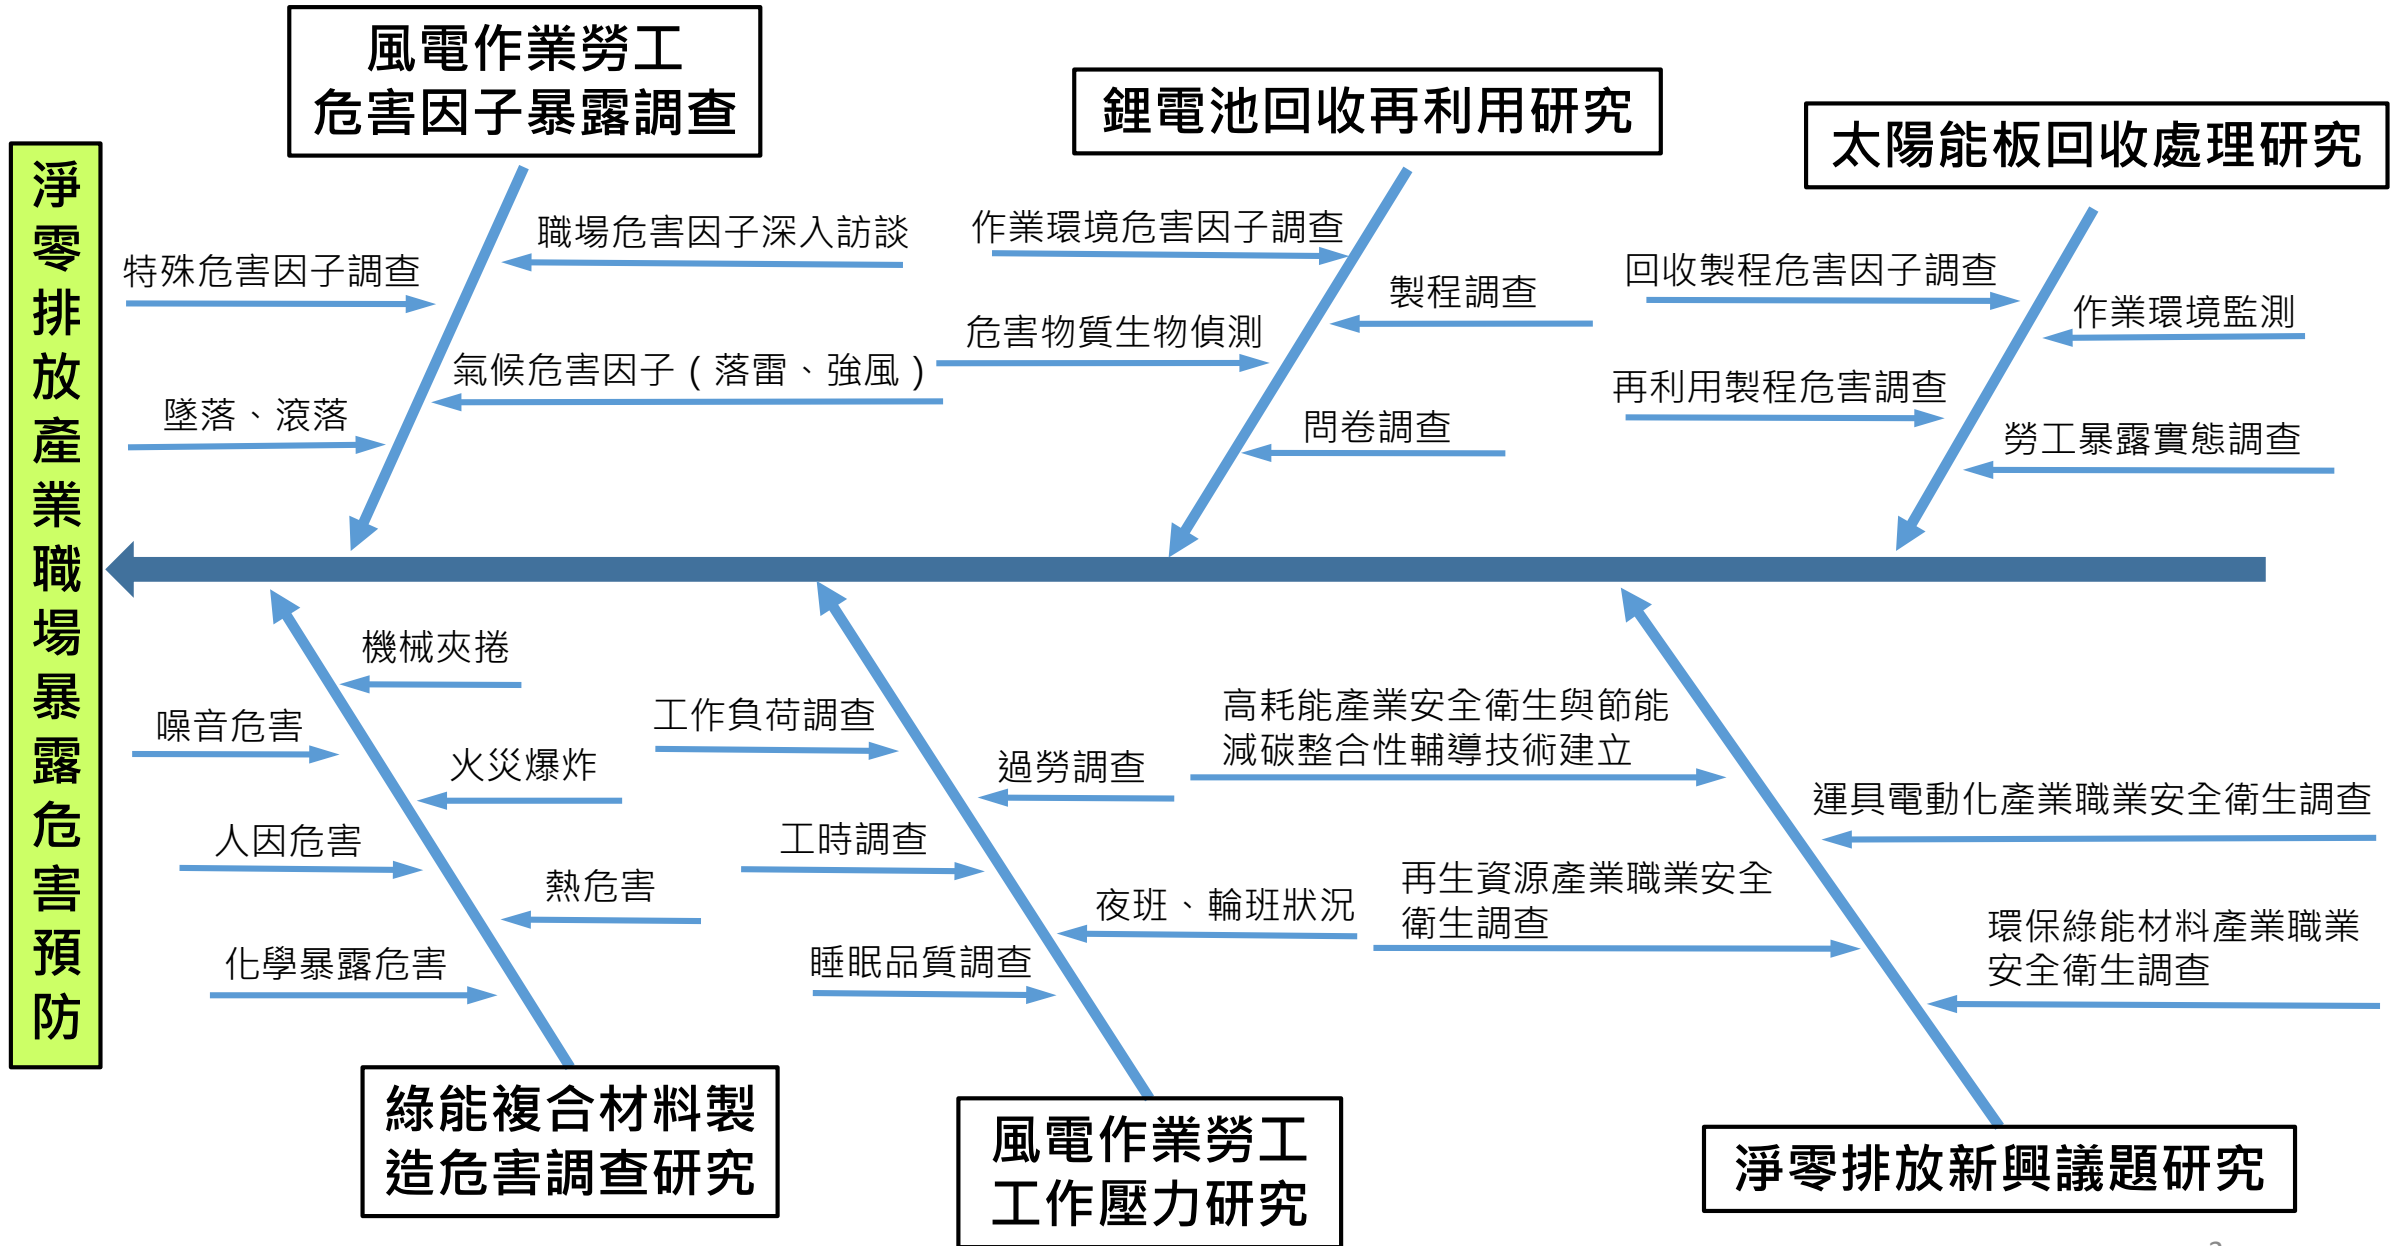 淨零排放產業職場暴露危害預防
風電作業勞工
危害因子暴露調查
特殊危害因子調查
職場危害因子深入訪談
氣候危害因子（落雷、強風）
墜落、滾落
鋰電池回收再利用研究
作業環境危害因子調查
製程調查
危害物質生物偵測
問卷調查
太陽能板回收處理研究
回收製程危害因子調查
作業環境監測
再利用製程危害調查
勞工暴露實態調查
機械夾捲
噪音危害
火災爆炸
人因危害
熱危害
化學暴露危害
綠能複合材料製
造危害調查研究
工作負荷調查
過勞調查
工時調查
夜班、輪班狀況
睡眠品質調查
風電作業勞工
工作壓力研究
高耗能產業安全衛生與節能
減碳整合性輔導技術建立
運具電動化產業職業安全衛生調查
再生資源產業職業安全
衛生調查
環保綠能材料產業職業
安全衛生調查
淨零排放新興議題研究